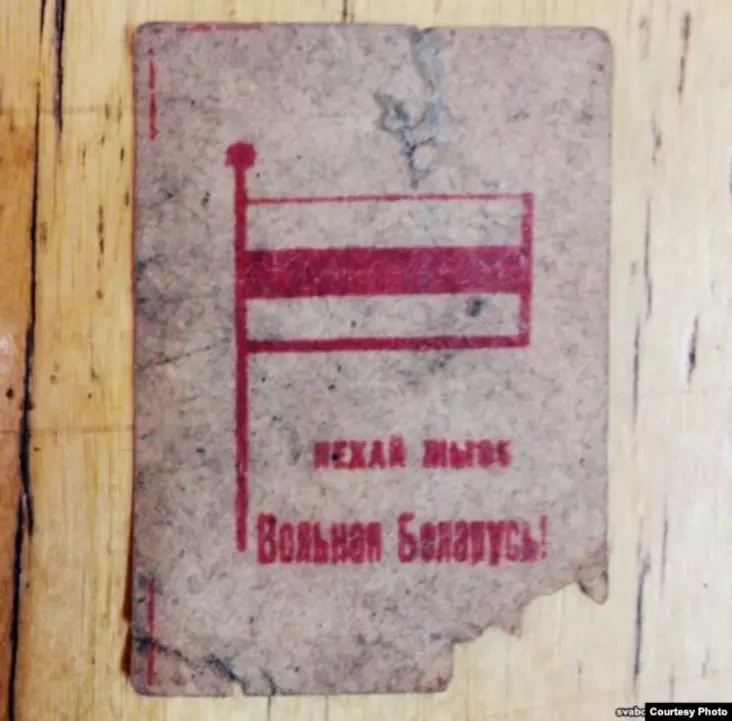 НЕХАЙ ЖЫВЕ
Вольная Беларусь!
Courtesy Photo